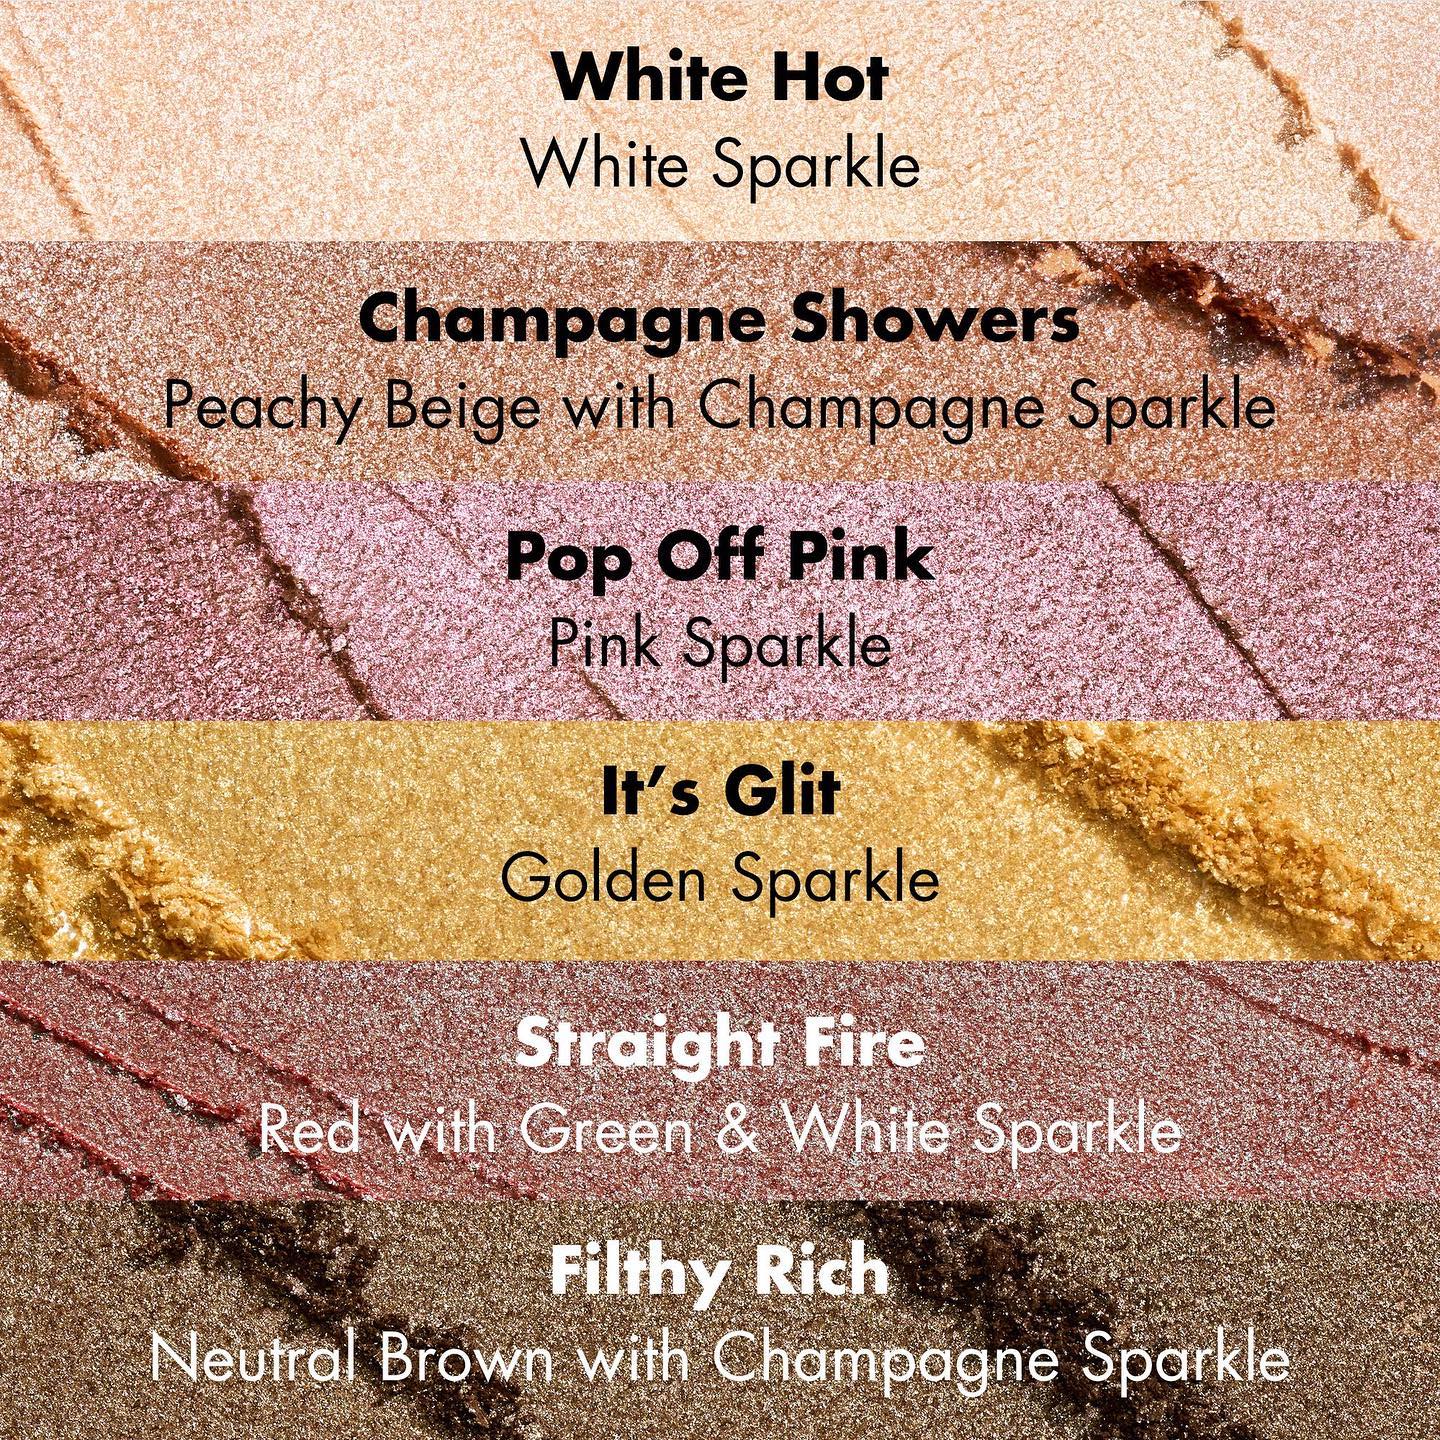 White Hot
White Sparkle
Champagne Showers
Peachy Beige with Champagne Sparkle
Pop Off Pink
Pink Sparkle
It’s Glit
Golden Sparkle
Straight Fire
Red with Green & White Sparkle
Filthy Rich
Neutral Brown with Champagne Sparkle